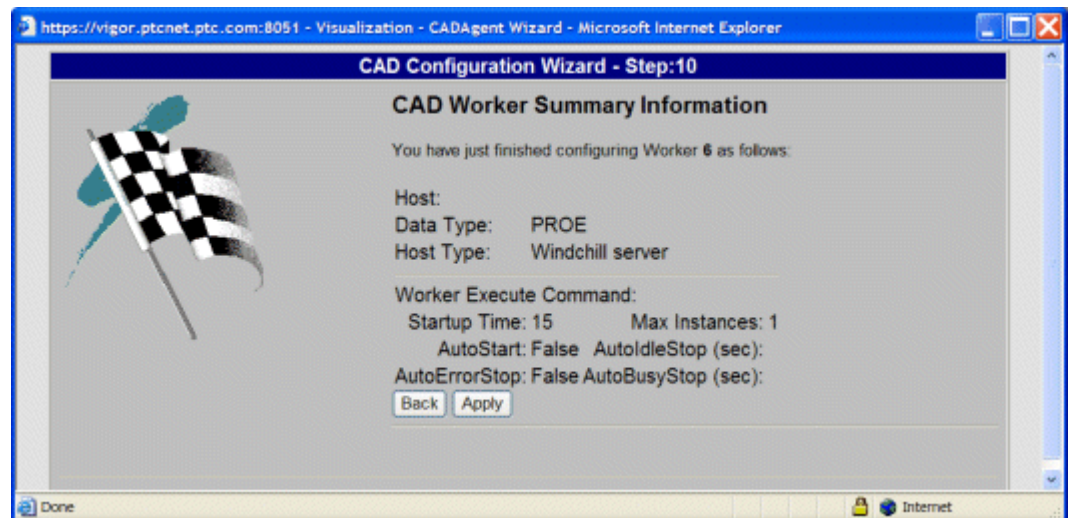 https://vigor.ptcnet.ptc.com:8051 - Visualization - CADAgent Wizard - Microsoft Internet Explorer
CAD Configuration Wizard - Step:10
CAD Worker Summary Information
You have just finished configuring Worker 6 as follows:
Host:
Data Type: PROE
Host Type: Windchill server
Worker Execute Command:
Startup Time: 15 Max Instances: 1
AutoStart: False AutoIdleStop (sec):
AutoErrorStop: False AutoBusyStop (sec):
Back Apply
Done Internet